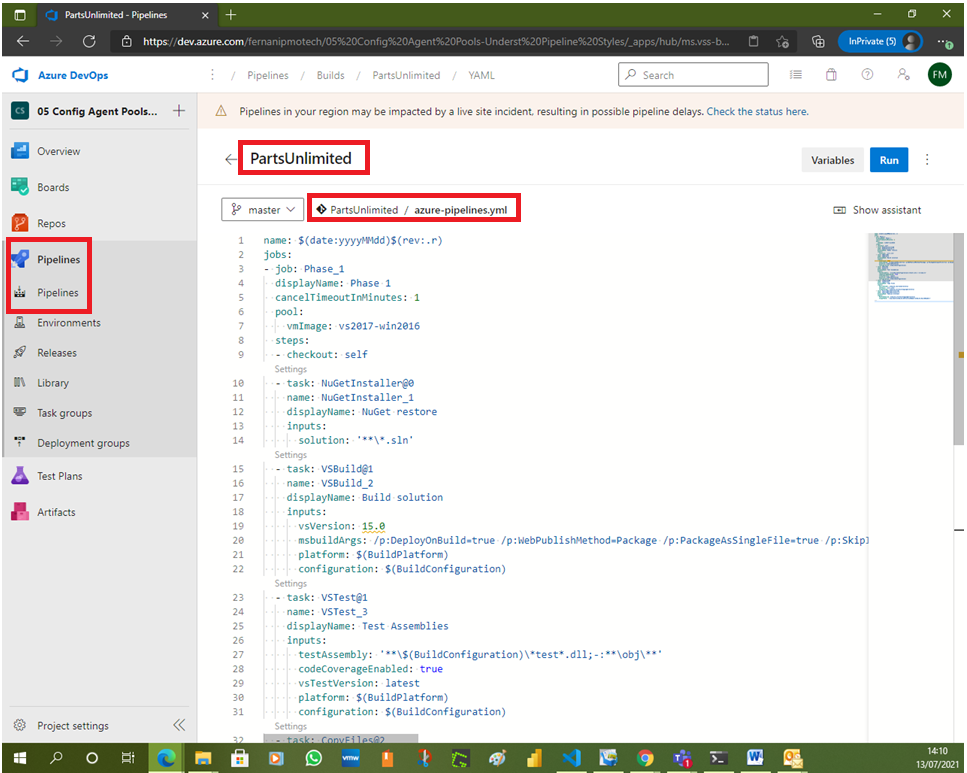 PartsUnlimited - Pipelines
https://dev.azure.com/fernanipmotech/05%20Config%20Agent%20Pools-Underst%20Pipeline%20Styles/_apps/hub/ms.vss-b...
InPrivate (5)
Azure DevOps
/ Pipelines / Builds / PartsUnlimited / YAML
Search
FM
CS
05 Config Agent Pools...
Pipelines in your region may be impacted by a live site incident, resulting in possible pipeline delays. Check the status here.
Overview
Boards
Repos
Pipelines
Pipelines
Environments
Releases
Library
Task groups
Deployment groups
Test Plans
Artifacts
Project settings
PartsUnlimited
Variables
Run
master
PartsUnlimited / azure-pipelines.yml
Show assistant
1 name: $(date:yyyyMMdd)$(rev:.r)
2 jobs:
3 - job: Phase_1
4 displayName: Phase 1
5 cancelTimeoutInMinutes: 1
6 pool:
7 vmImage: vs2017-win2016
8 steps:
9 - checkout: self
Settings
10 - task: NuGetInstaller@0
11 name: NuGetInstaller_1
12 displayName: NuGet restore
13 inputs:
14 solution: '**\*.sln'
Settings
15 - task: VSBuild@1
16 name: VSBuild_2
17 displayName: Build solution
18 inputs:
19 vsVersion: 15.0
20 msbuildArgs: /p:DeployOnBuild=true /p:WebPublishMethod=Package /p:PackageAsSingleFile=true /p:SkipI
21 platform: $(BuildPlatform)
22 configuration: $(BuildConfiguration)
Settings
23 - task: VSTest@1
24 name: VSTest_3
25 displayName: Test Assemblies
26 inputs:
27 testAssembly: '**\$(BuildConfiguration)\*test*.dll;-:**\obj\**'
28 codeCoverageEnabled: true
29 vsTestVersion: latest
30 platform: $(BuildPlatform)
31 configuration: $(BuildConfiguration)
Settings
32 - task: CopyFiles@2
14:10
13/07/2021